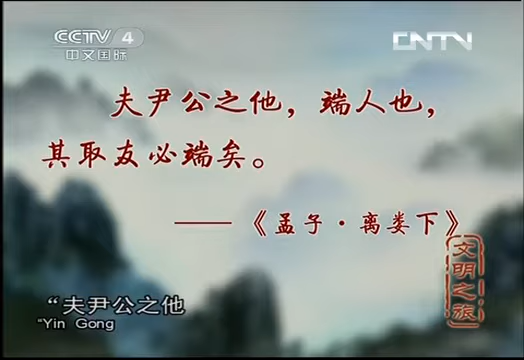 CCTV 4
中文国际
CNTV
夫尹公之他，端人也，
其取友必端矣。
——《孟子·离娄下》
文明之旅
“夫尹公之他
“Yin Gong